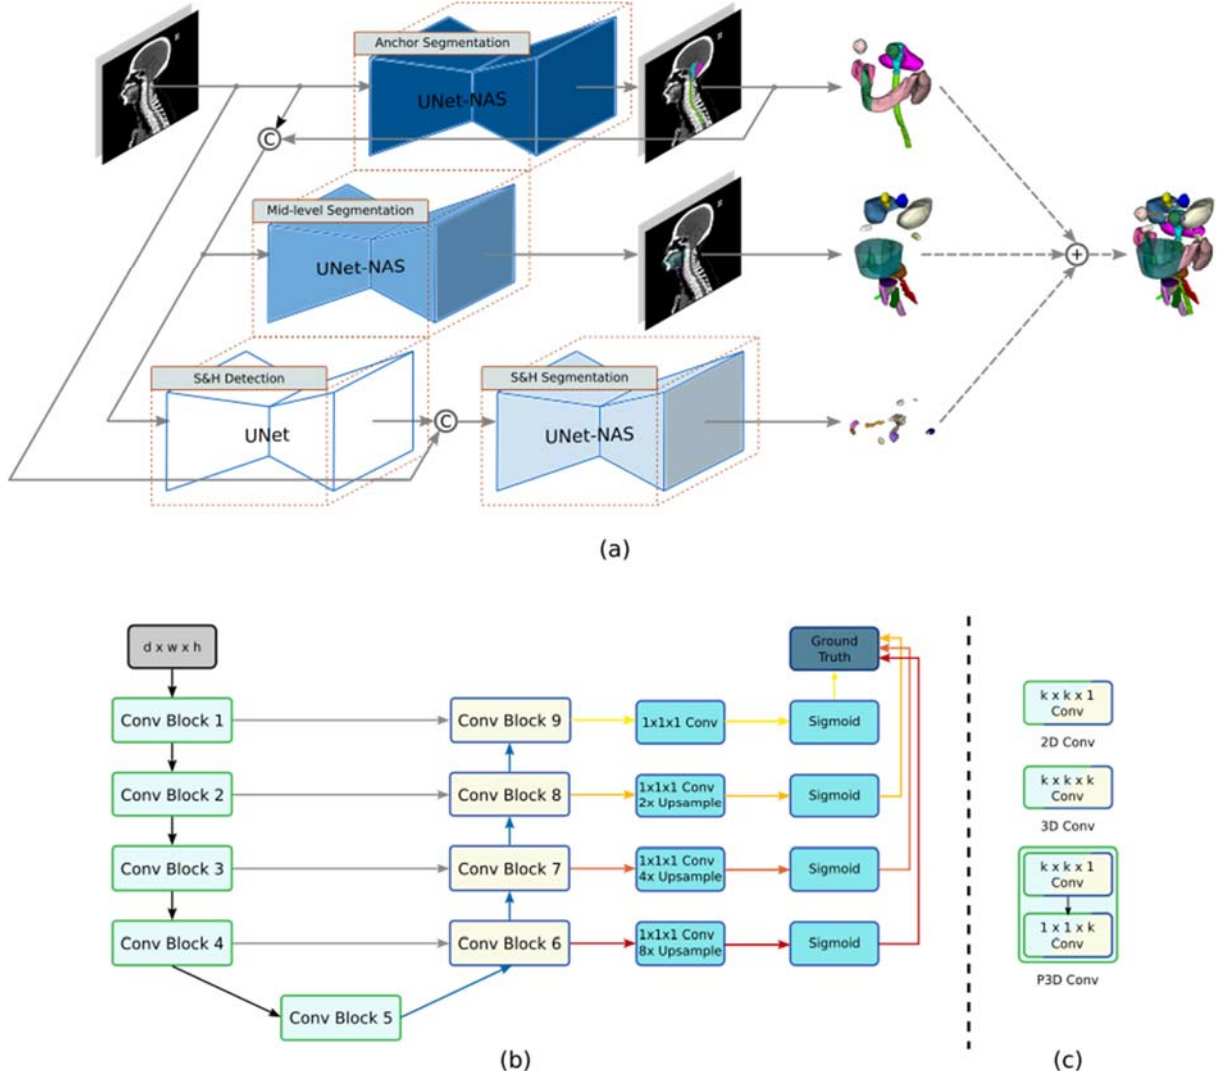 Anchor Segmentation
UNet-NAS
C
Mid-level Segmentation
UNet-NAS
+
S&H Detection
UNet
C
S&H Segmentation
UNet-NAS
(a)
d x w x h
Ground
Truth
Conv Block 1
Conv Block 9
1x1x1 Conv
Sigmoid
Conv Block 2
Conv Block 8
1x1x1 Conv
2x Upsample
Sigmoid
Conv Block 3
Conv Block 7
1x1x1 Conv
4x Upsample
Sigmoid
Conv Block 4
Conv Block 6
1x1x1 Conv
8x Upsample
Sigmoid
Conv Block 5
(b)
k x k x 1
Conv
2D Conv
k x k x k
Conv
3D Conv
k x k x 1
Conv
1 x 1 x k
Conv
P3D Conv
(c)